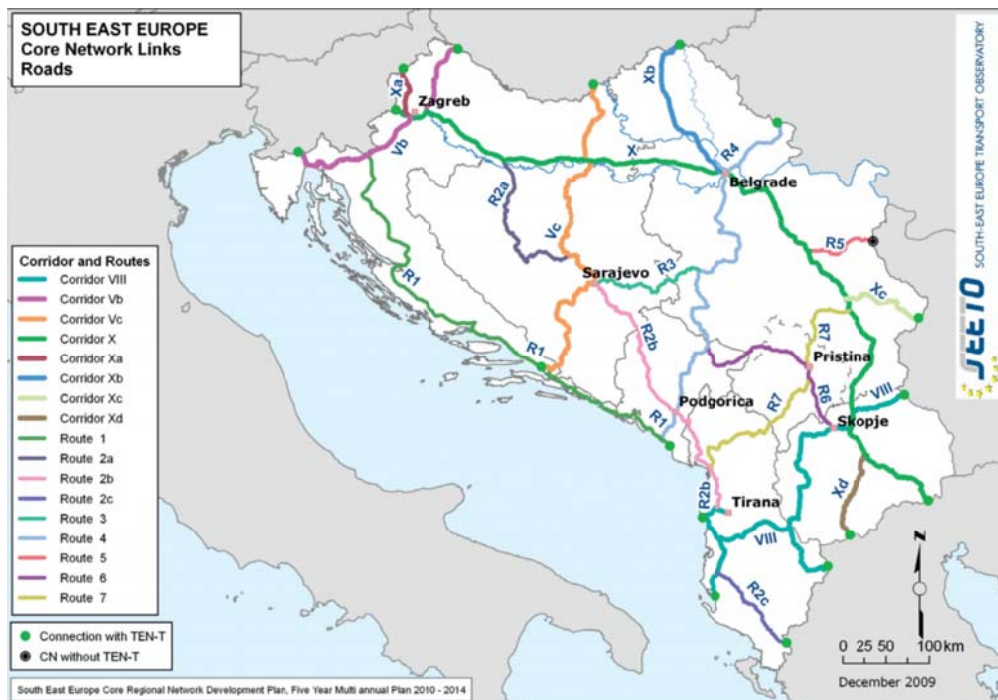 SOUTH EAST EUROPE
Core Network Links
Roads
SEETO
SOUTH-EAST EUROPE TRANSPORT OBSERVATORY
Xa
Zagreb
Vb
Xb
X
R4
Belgrade
R2a
Vc
R5
Sarajevo
R3
R1
Xc
R2b
R7
R1
Pristina
R6
VIII
Podgorica
R7
R1
Skopje
Xd
R2b
Tirana
VIII
R2c
Corridor and Routes
Corridor VIII
Corridor Vb
Corridor Vc
Corridor X
Corridor Xa
Corridor Xb
Corridor Xc
Corridor Xd
Route 1
Route 2a
Route 2b
Route 2c
Route 3
Route 4
Route 5
Route 6
Route 7
Connection with TEN-T
CN without TEN-T
N
0 25 50 100 km
December 2009
South East Europe Core Regional Network Development Plan, Five Year Multi annual Plan 2010 - 2014